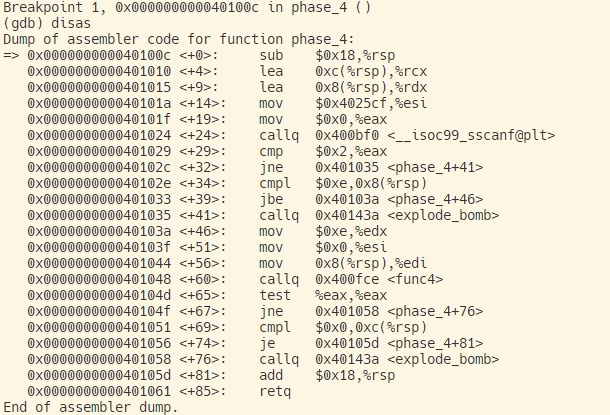 Breakpoint 1, 0x000000000040100c in phase_4 ()
(gdb) disas
Dump of assembler code for function phase_4:
=> 0x000000000040100c <+0>: sub $0x18,%rsp
0x0000000000401010 <+4>: lea 0xc(%rsp),%rcx
0x0000000000401015 <+9>: lea 0x8(%rsp),%rdx
0x000000000040101a <+14>: mov $0x4025cf,%esi
0x000000000040101f <+19>: mov $0x0,%eax
0x0000000000401024 <+24>: callq 0x400bf0 <__isoc99_sscanf@plt>
0x0000000000401029 <+29>: cmp $0x2,%eax
0x000000000040102c <+32>: jne 0x401035 <phase_4+41>
0x000000000040102e <+34>: cmpl $0xe,0x8(%rsp)
0x0000000000401033 <+39>: jbe 0x40103a <phase_4+46>
0x0000000000401035 <+41>: callq 0x40143a <explode_bomb>
0x000000000040103a <+46>: mov $0xe,%edx
0x000000000040103f <+51>: mov $0x0,%esi
0x0000000000401044 <+56>: mov 0x8(%rsp),%edi
0x0000000000401048 <+60>: callq 0x400fce <func4>
0x000000000040104d <+65>: test %eax,%eax
0x000000000040104f <+67>: jne 0x401058 <phase_4+76>
0x0000000000401051 <+69>: cmpl $0x0,0xc(%rsp)
0x0000000000401056 <+74>: je 0x40105d <phase_4+81>
0x0000000000401058 <+76>: callq 0x40143a <explode_bomb>
0x000000000040105d <+81>: add $0x18,%rsp
0x0000000000401061 <+85>: retq
End of assembler dump.